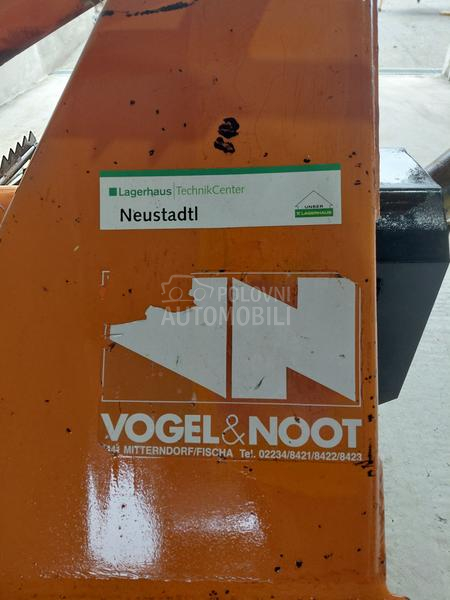 Lagerhaus TechnikCenter
Neustadtl
UNSER
LAGERHAUS
POLOVNI
AUTOMOBILI
VOGEL&NOOT
MITTERNDORF/FISCHA Tel. 02234/8421/8422/8423